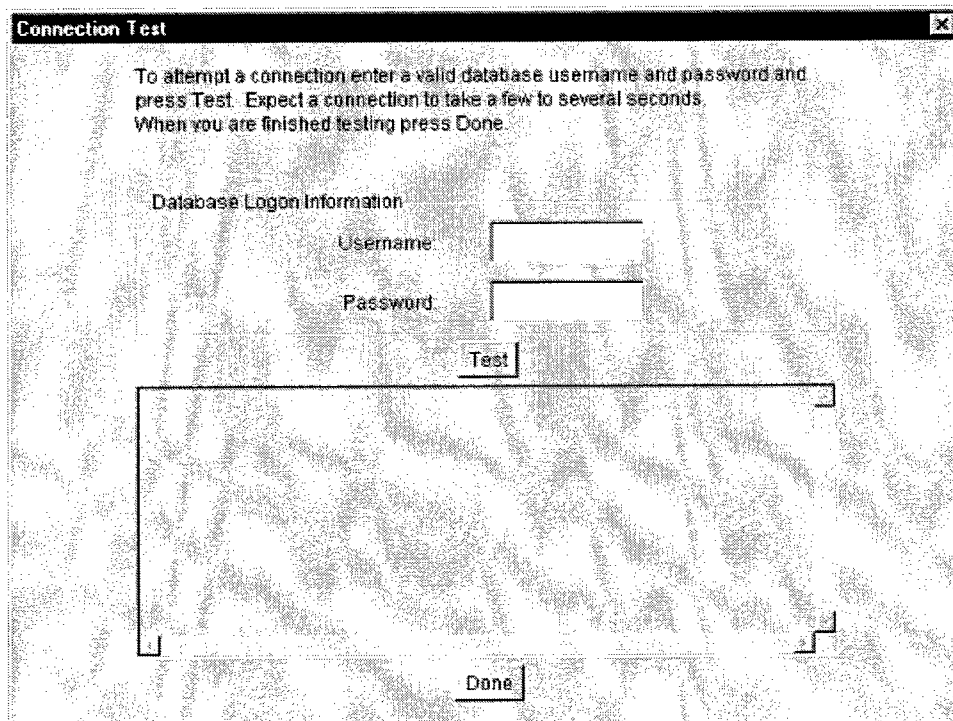 Connection Test
To attempt a connection enter a valid database username and password and
press Test. Expect a connection to take a few to several seconds.
When you are finished testing press Done.
Database Logon Information
Username:
Password:
Test
Done